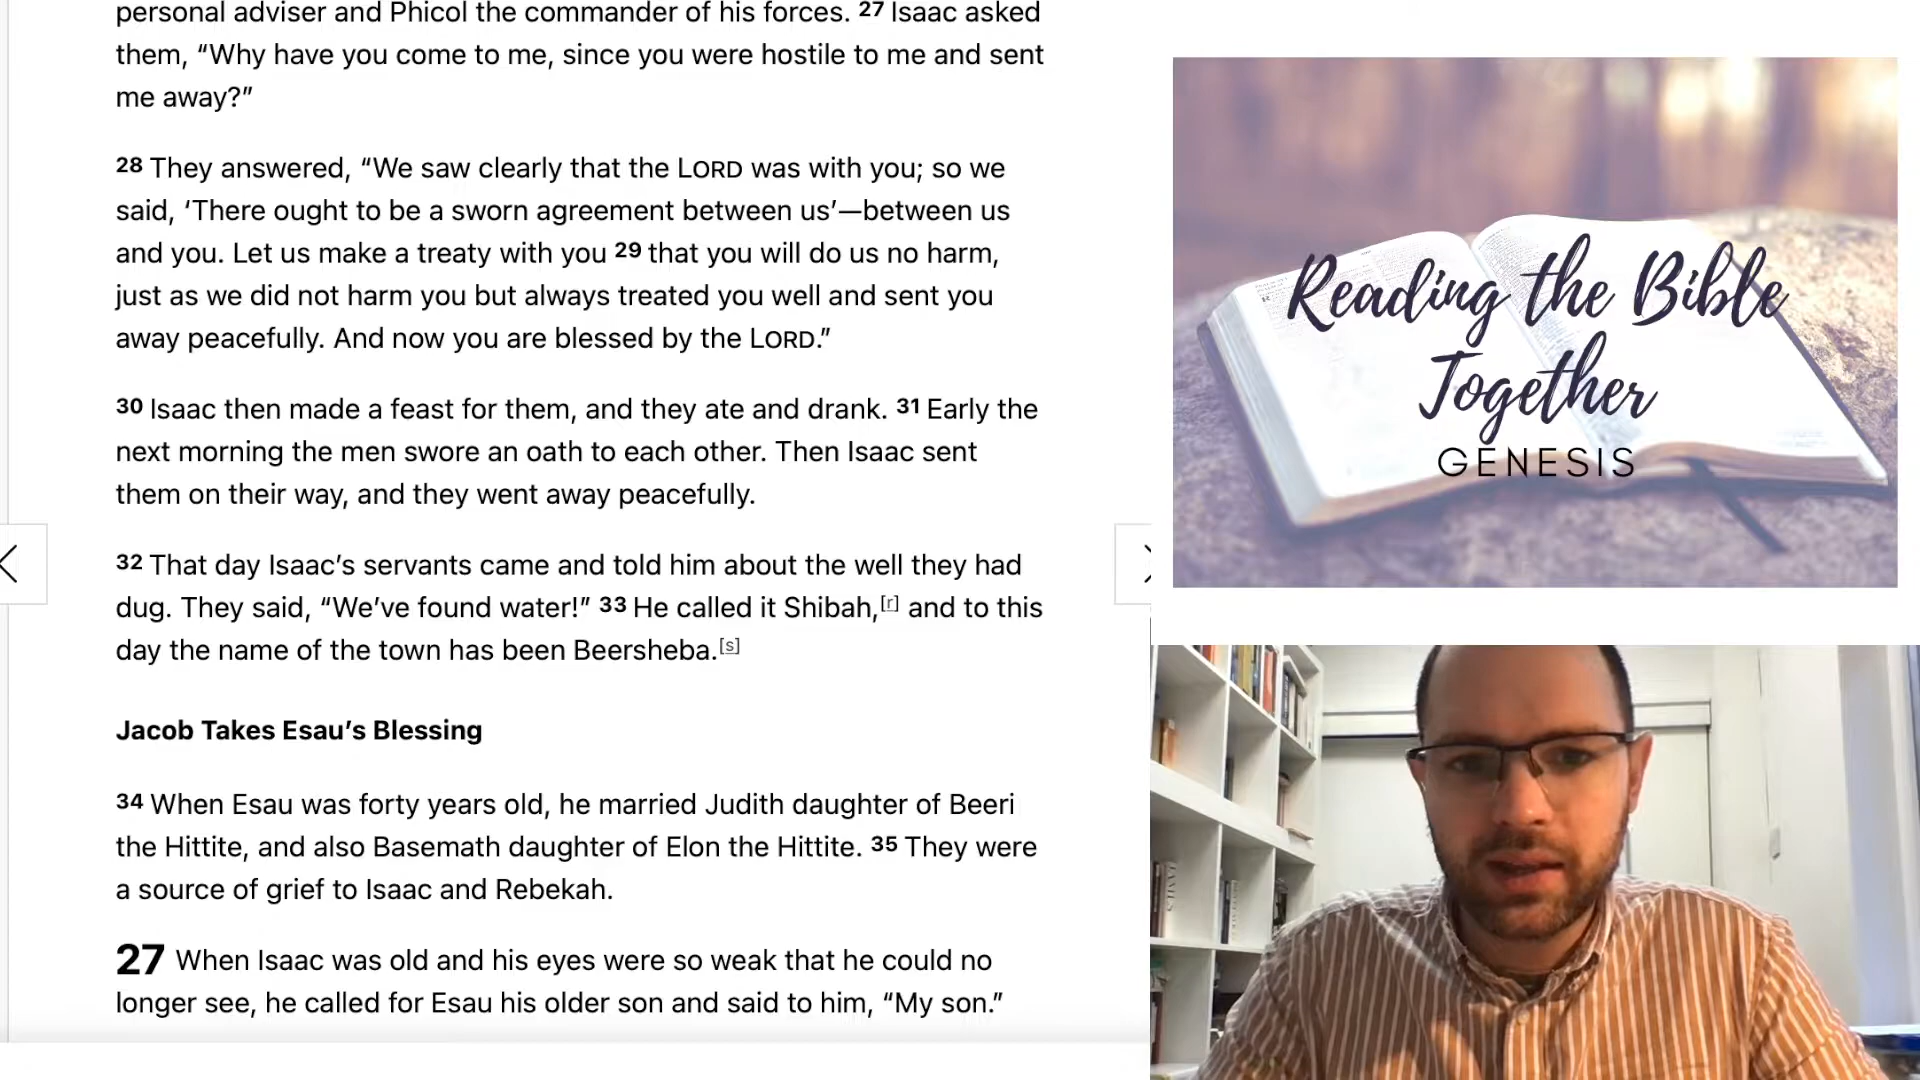 personal adviser and Phicol the commander of his forces. 27 Isaac asked
them, “Why have you come to me, since you were hostile to me and sent
me away?”
28 They answered, “We saw clearly that the LORD was with you; so we
said, ‘There ought to be a sworn agreement between us’—between us
and you. Let us make a treaty with you 29 that you will do us no harm,
just as we did not harm you but always treated you well and sent you
away peacefully. And now you are blessed by the LORD.”
30 Isaac then made a feast for them, and they ate and drank. 31 Early the
next morning the men swore an oath to each other. Then Isaac sent
them on their way, and they went away peacefully.
32 That day Isaac’s servants came and told him about the well they had
dug. They said, “We’ve found water!” 33 He called it Shibah,[r] and to this
day the name of the town has been Beersheba.[s]
Jacob Takes Esau’s Blessing
34 When Esau was forty years old, he married Judith daughter of Beeri
the Hittite, and also Basemath daughter of Elon the Hittite. 35 They were
a source of grief to Isaac and Rebekah.
27 When Isaac was old and his eyes were so weak that he could no
longer see, he called for Esau his older son and said to him, “My son.”
Reading the Bible
Together
GENESIS